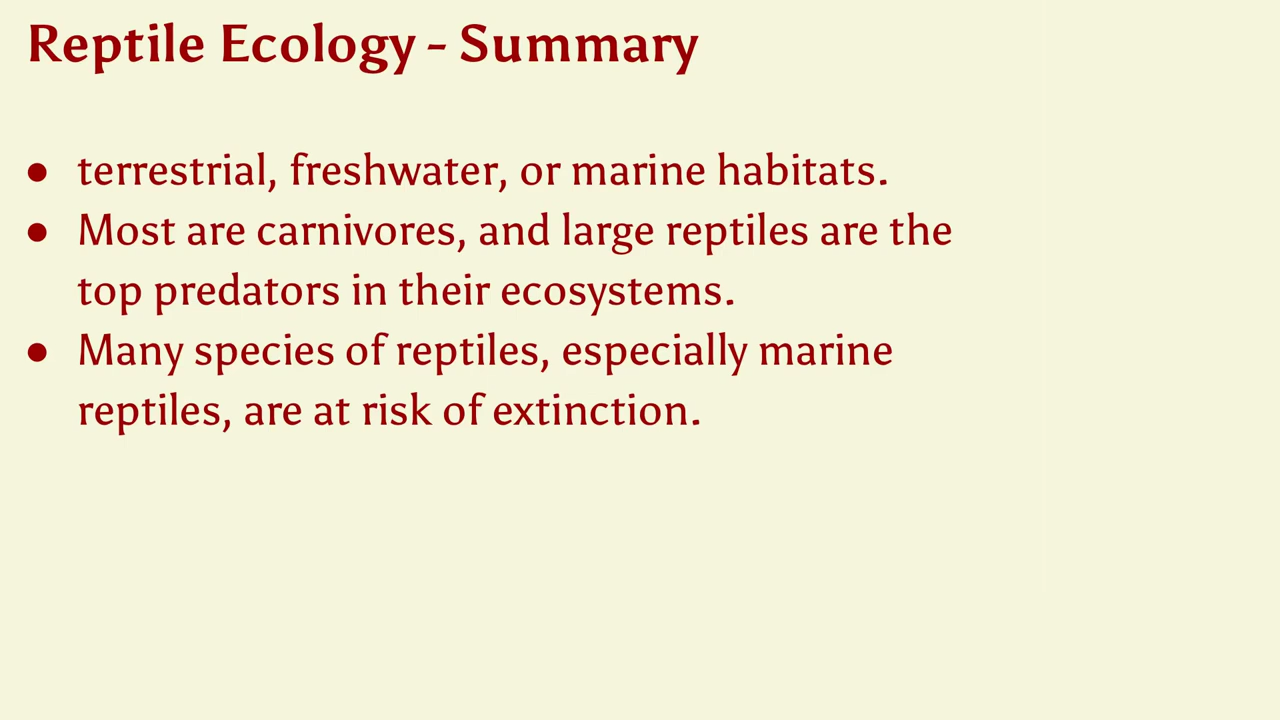 Reptile Ecology - Summary
● terrestrial, freshwater, or marine habitats.
● Most are carnivores, and large reptiles are the
top predators in their ecosystems.
● Many species of reptiles, especially marine
reptiles, are at risk of extinction.